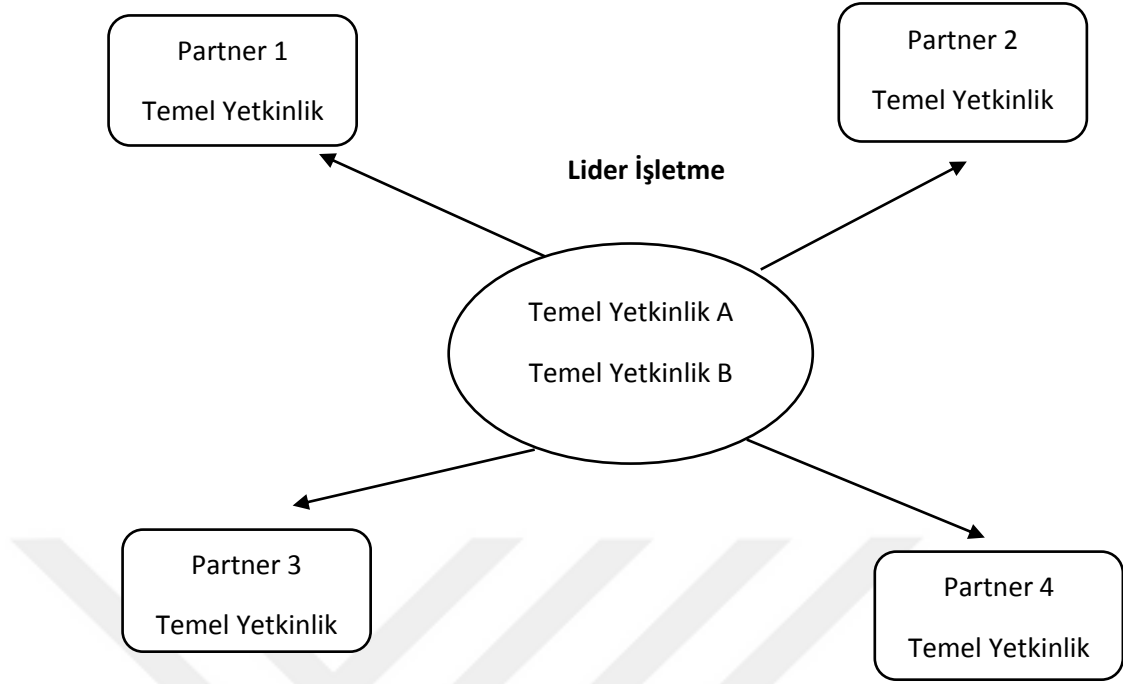 Partner 1
Temel Yetkinlik
Partner 2
Temel Yetkinlik
Lider İşletme
Temel Yetkinlik A
Temel Yetkinlik B
Partner 3
Temel Yetkinlik
Partner 4
Temel Yetkinlik